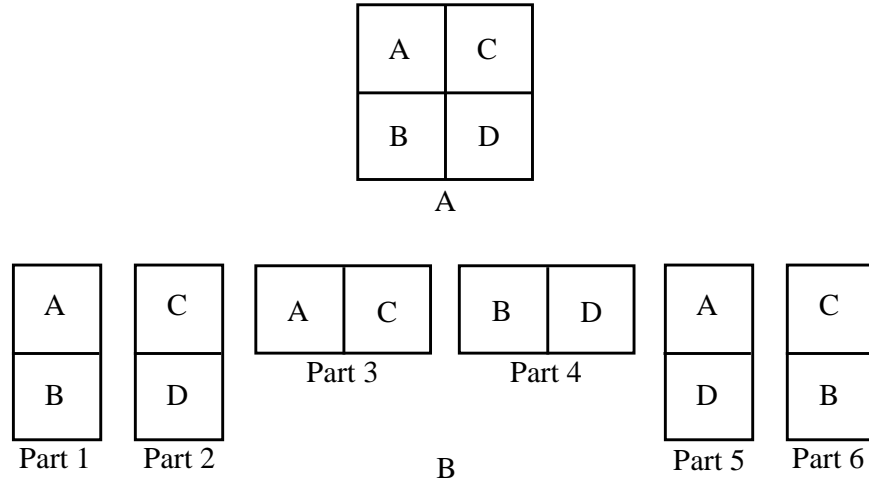 A C
B D
A
A C A C B D A C
B D D B
Part 3 Part 4
Part 1 Part 2 Part 5 Part 6
B